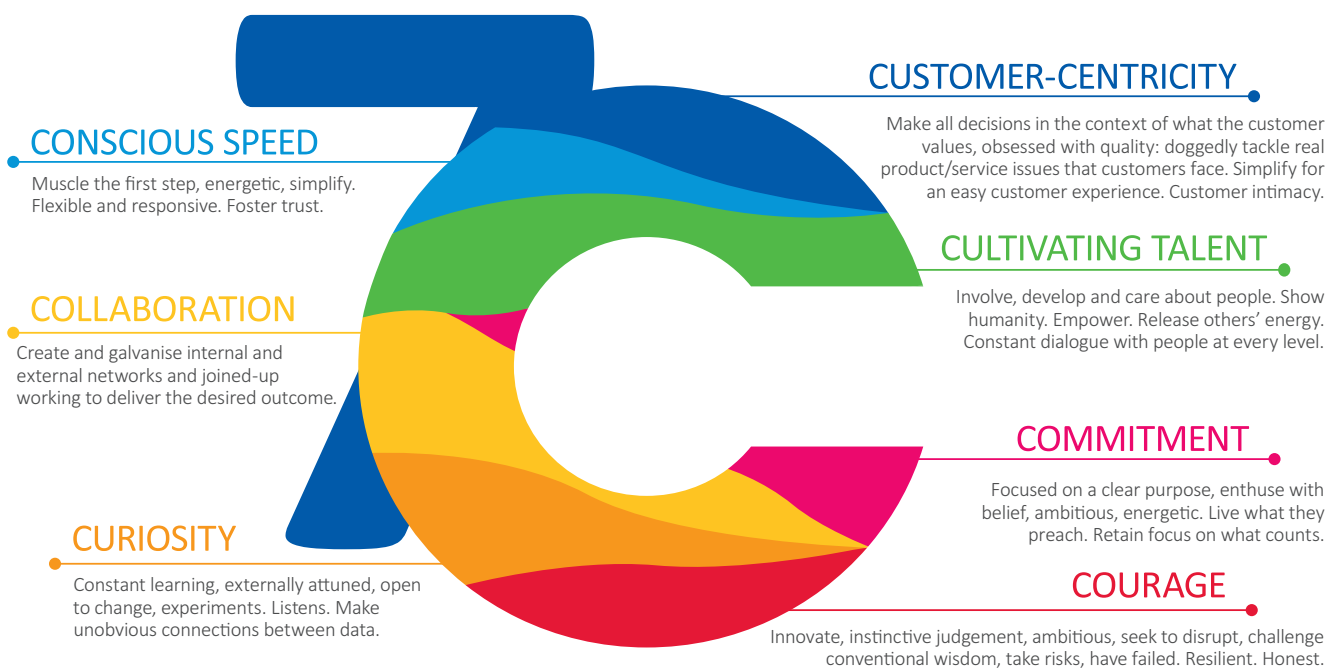 7C
CUSTOMER-CENTRICITY
Make all decisions in the context of what the customer
values, obsessed with quality: doggedly tackle real
product/service issues that customers face. Simplify for
an easy customer experience. Customer intimacy.
CONSCIOUS SPEED
Muscle the first step, energetic, simplify.
Flexible and responsive. Foster trust.
CULTIVATING TALENT
Involve, develop and care about people. Show
humanity. Empower. Release others’ energy.
Constant dialogue with people at every level.
COLLABORATION
Create and galvanise internal and
external networks and joined-up
working to deliver the desired outcome.
COMMITMENT
Focused on a clear purpose, enthuse with
belief, ambitious, energetic. Live what they
preach. Retain focus on what counts.
CURIOSITY
Constant learning, externally attuned, open
to change, experiments. Listens. Make
unobvious connections between data.
COURAGE
Innovate, instinctive judgement, ambitious, seek to disrupt, challenge
conventional wisdom, take risks, have failed. Resilient. Honest.